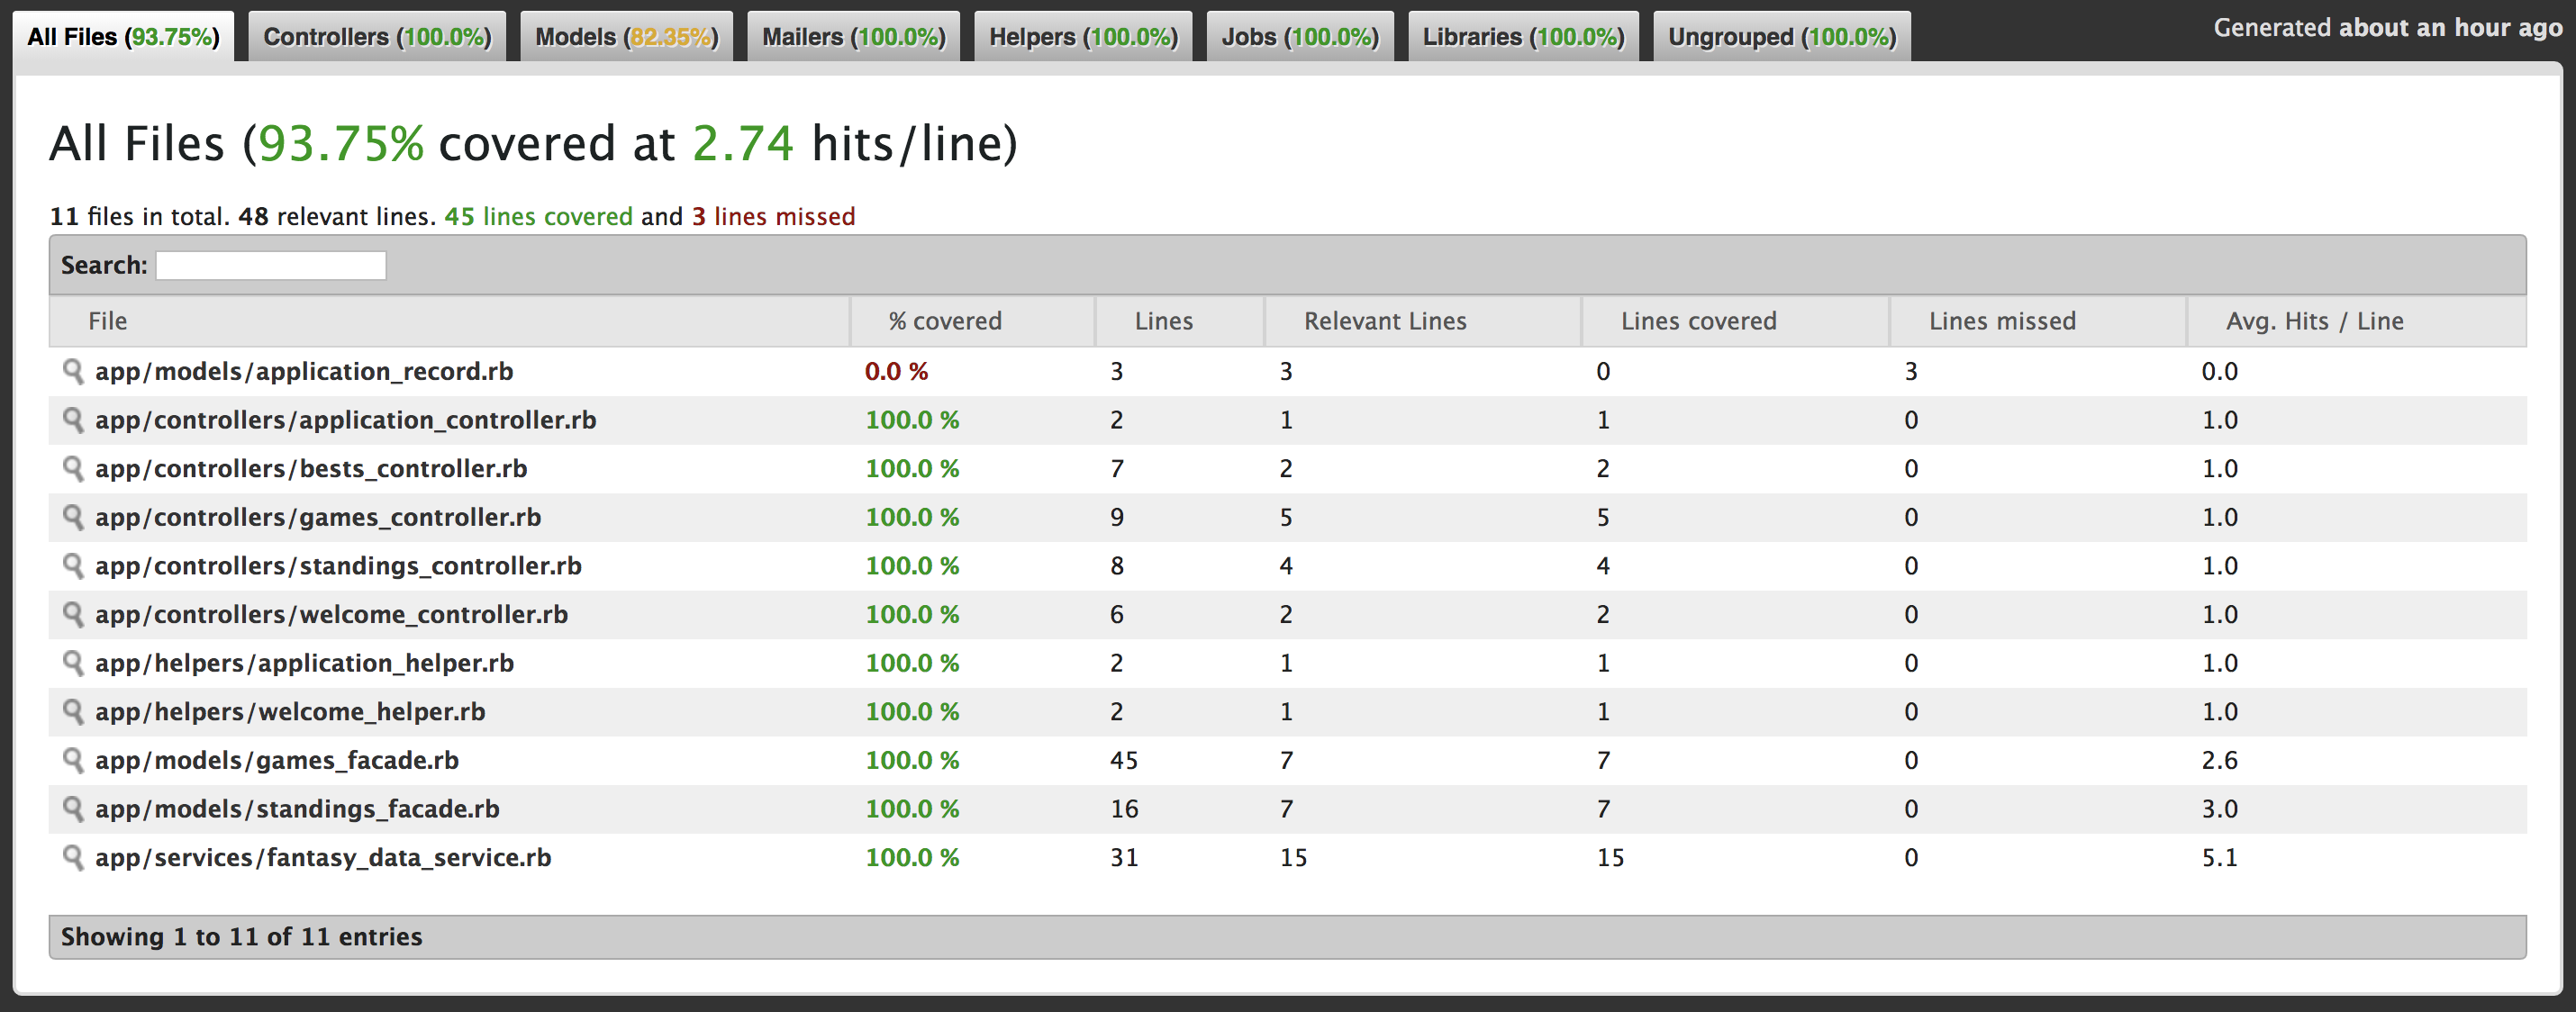 All Files (93.75%) Controllers (100.0%) Models (82.35%) Mailers (100.0%) Helpers (100.0%) Jobs (100.0%) Libraries (100.0%) Ungrouped (100.0%) Generated about an hour ago
All Files (93.75% covered at 2.74 hits/line)
11 files in total. 48 relevant lines. 45 lines covered and 3 lines missed
Search:
File % covered Lines Relevant Lines Lines covered Lines missed Avg. Hits / Line
app/models/application_record.rb 0.0 % 3 3 0 3 0.0
app/controllers/application_controller.rb 100.0 % 2 1 1 0 1.0
app/controllers/bests_controller.rb 100.0 % 7 2 2 0 1.0
app/controllers/games_controller.rb 100.0 % 9 5 5 0 1.0
app/controllers/standings_controller.rb 100.0 % 8 4 4 0 1.0
app/controllers/welcome_controller.rb 100.0 % 6 2 2 0 1.0
app/helpers/application_helper.rb 100.0 % 2 1 1 0 1.0
app/helpers/welcome_helper.rb 100.0 % 2 1 1 0 1.0
app/models/games_facade.rb 100.0 % 45 7 7 0 2.6
app/models/standings_facade.rb 100.0 % 16 7 7 0 3.0
app/services/fantasy_data_service.rb 100.0 % 31 15 15 0 5.1
Showing 1 to 11 of 11 entries